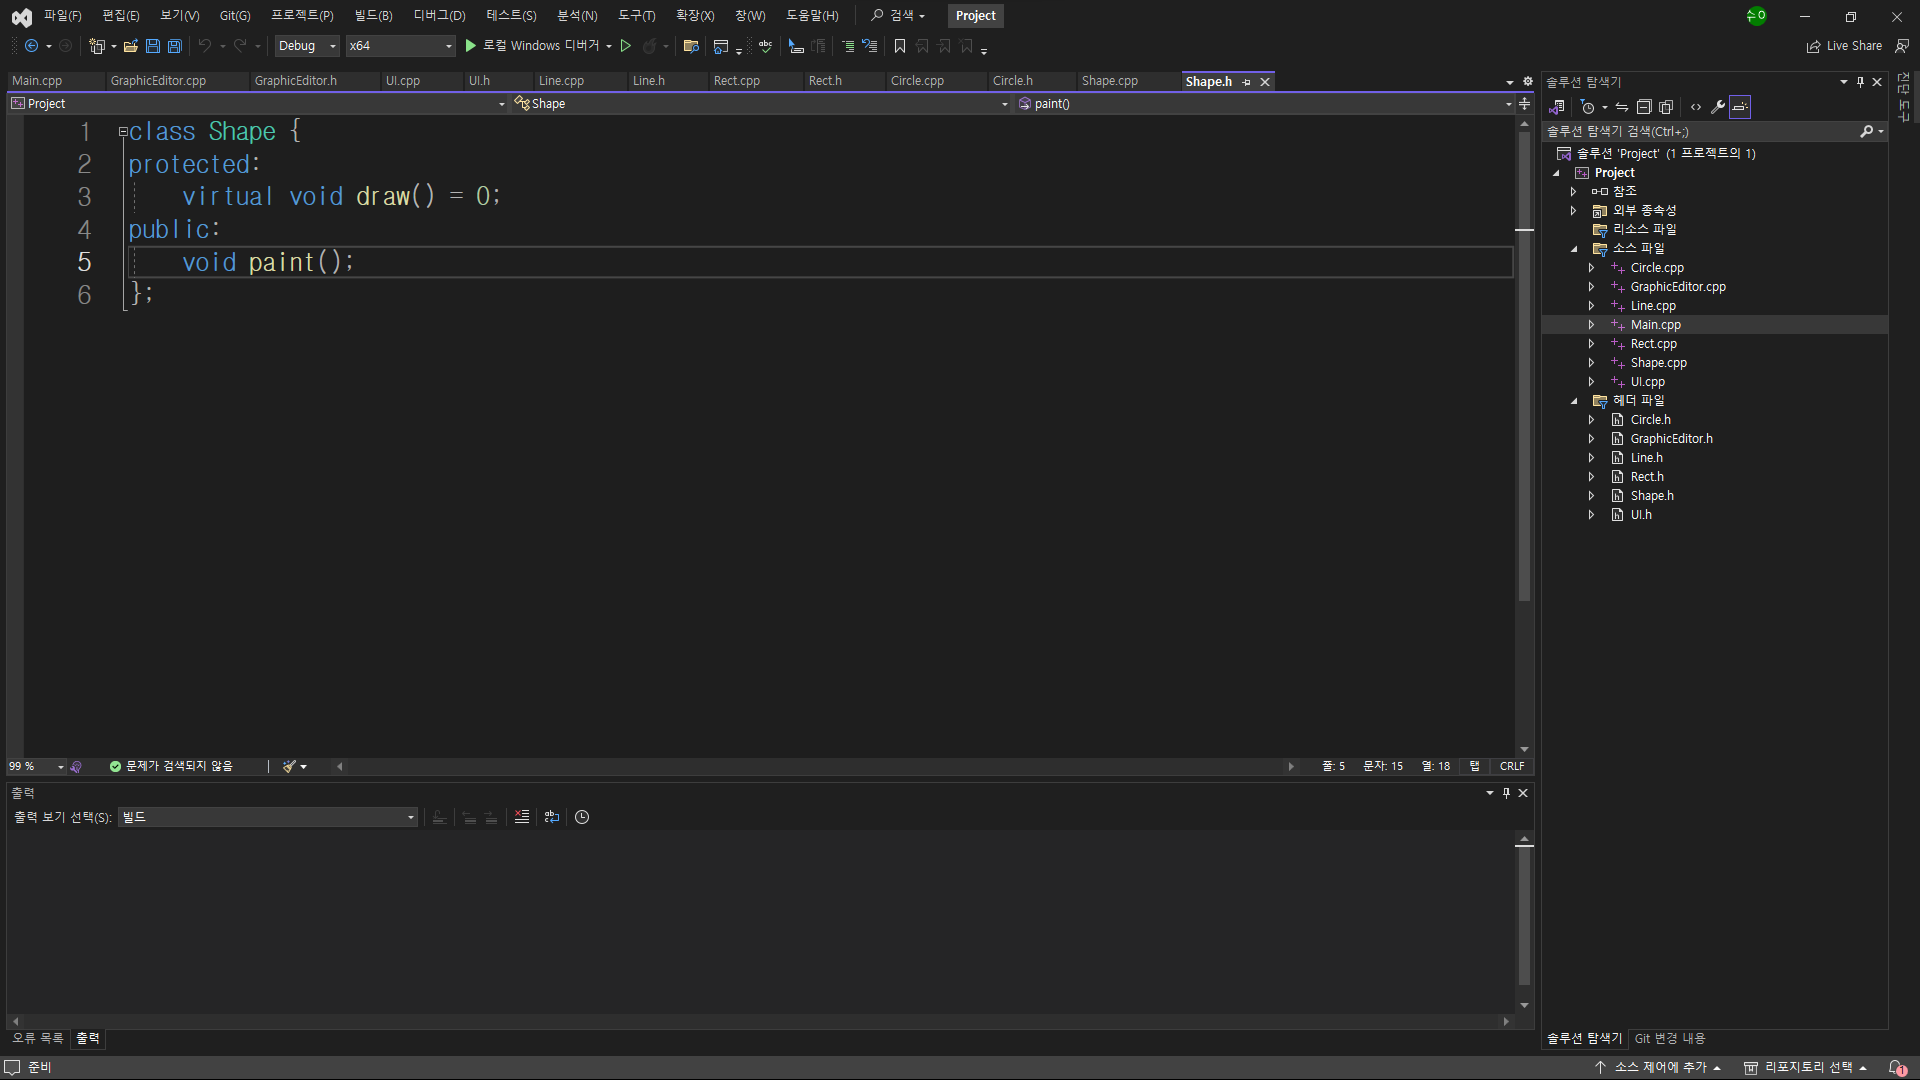 파일(F) 편집(E) 보기(V) Git(G) 프로젝트(P) 빌드(B) 디버그(D) 테스트(S) 분석(N) 도구(T) 확장(X) 창(W) 도움말(H) 검색 Project 순0
Debug x64 로컬 Windows 디버거 Live Share
Main.cpp GraphicEditor.cpp GraphicEditor.h UI.cpp UI.h Line.cpp Line.h Rect.cpp Rect.h Circle.cpp Circle.h Shape.cpp Shape.h
Project Shape paint()
1 class Shape {
2 protected:
3 virtual void draw() = 0;
4 public:
5 void paint();
6 };
99 % 문제가 검색되지 않음 줄: 5 문자: 15 열: 18 탭 CRLF
출력
출력 보기 선택(S): 빌드
오류 목록 출력
솔루션 탐색기
솔루션 탐색기 검색(Ctrl+;)
솔루션 'Project' (1 프로젝트의 1)
Project
참조
외부 종속성
리소스 파일
소스 파일
Circle.cpp
GraphicEditor.cpp
Line.cpp
Main.cpp
Rect.cpp
Shape.cpp
UI.cpp
헤더 파일
Circle.h
GraphicEditor.h
Line.h
Rect.h
Shape.h
UI.h
솔루션 탐색기 Git 변경 내용
진단 도구
준비 소스 제어에 추가 리포지토리 선택 1